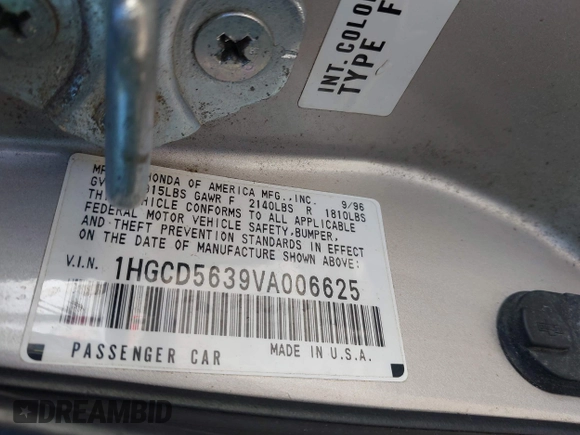 INT. COLOR
TYPE F
HONDA OF AMERICA MFG.,INC. 9/96
915LBS GAWR F 2140LBS R 1810LBS
VEHICLE CONFORMS TO ALL APPLICABLE
FEDERAL MOTOR VEHICLE SAFETY,BUMPER,
AND THEFT PREVENTION STANDARDS IN EFFECT
ON THE DATE OF MANUFACTURE SHOWN ABOVE:
V.I.N. 1HGCD5639VA006625
PASSENGER CAR MADE IN U.S.A.
DREAMBID